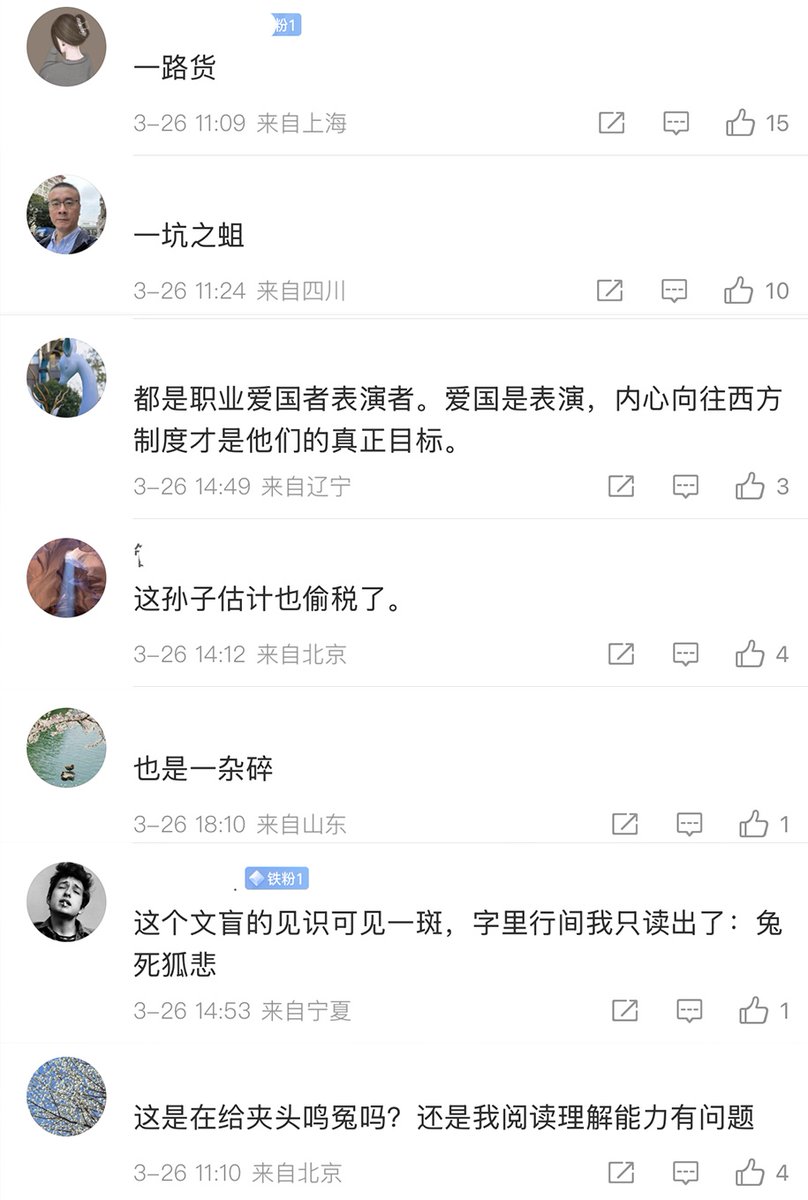 粉1
一路货
3-26 11:09 来自上海
15
一坑之蛆
3-26 11:24 来自四川
10
都是职业爱国者表演者。爱国是表演，内心向往西方
制度才是他们的真正目标。
3-26 14:49 来自辽宁
3
这孙子估计也偷税了。
3-26 14:12 来自北京
4
也是一杂碎
3-26 18:10 来自山东
1
铁粉1
这个文盲的见识可见一斑，字里行间我只读出了：兔
死狐悲
3-26 14:53 来自宁夏
1
这是在给夹头鸣冤吗？还是我阅读理解能力有问题
3-26 11:10 来自北京
4